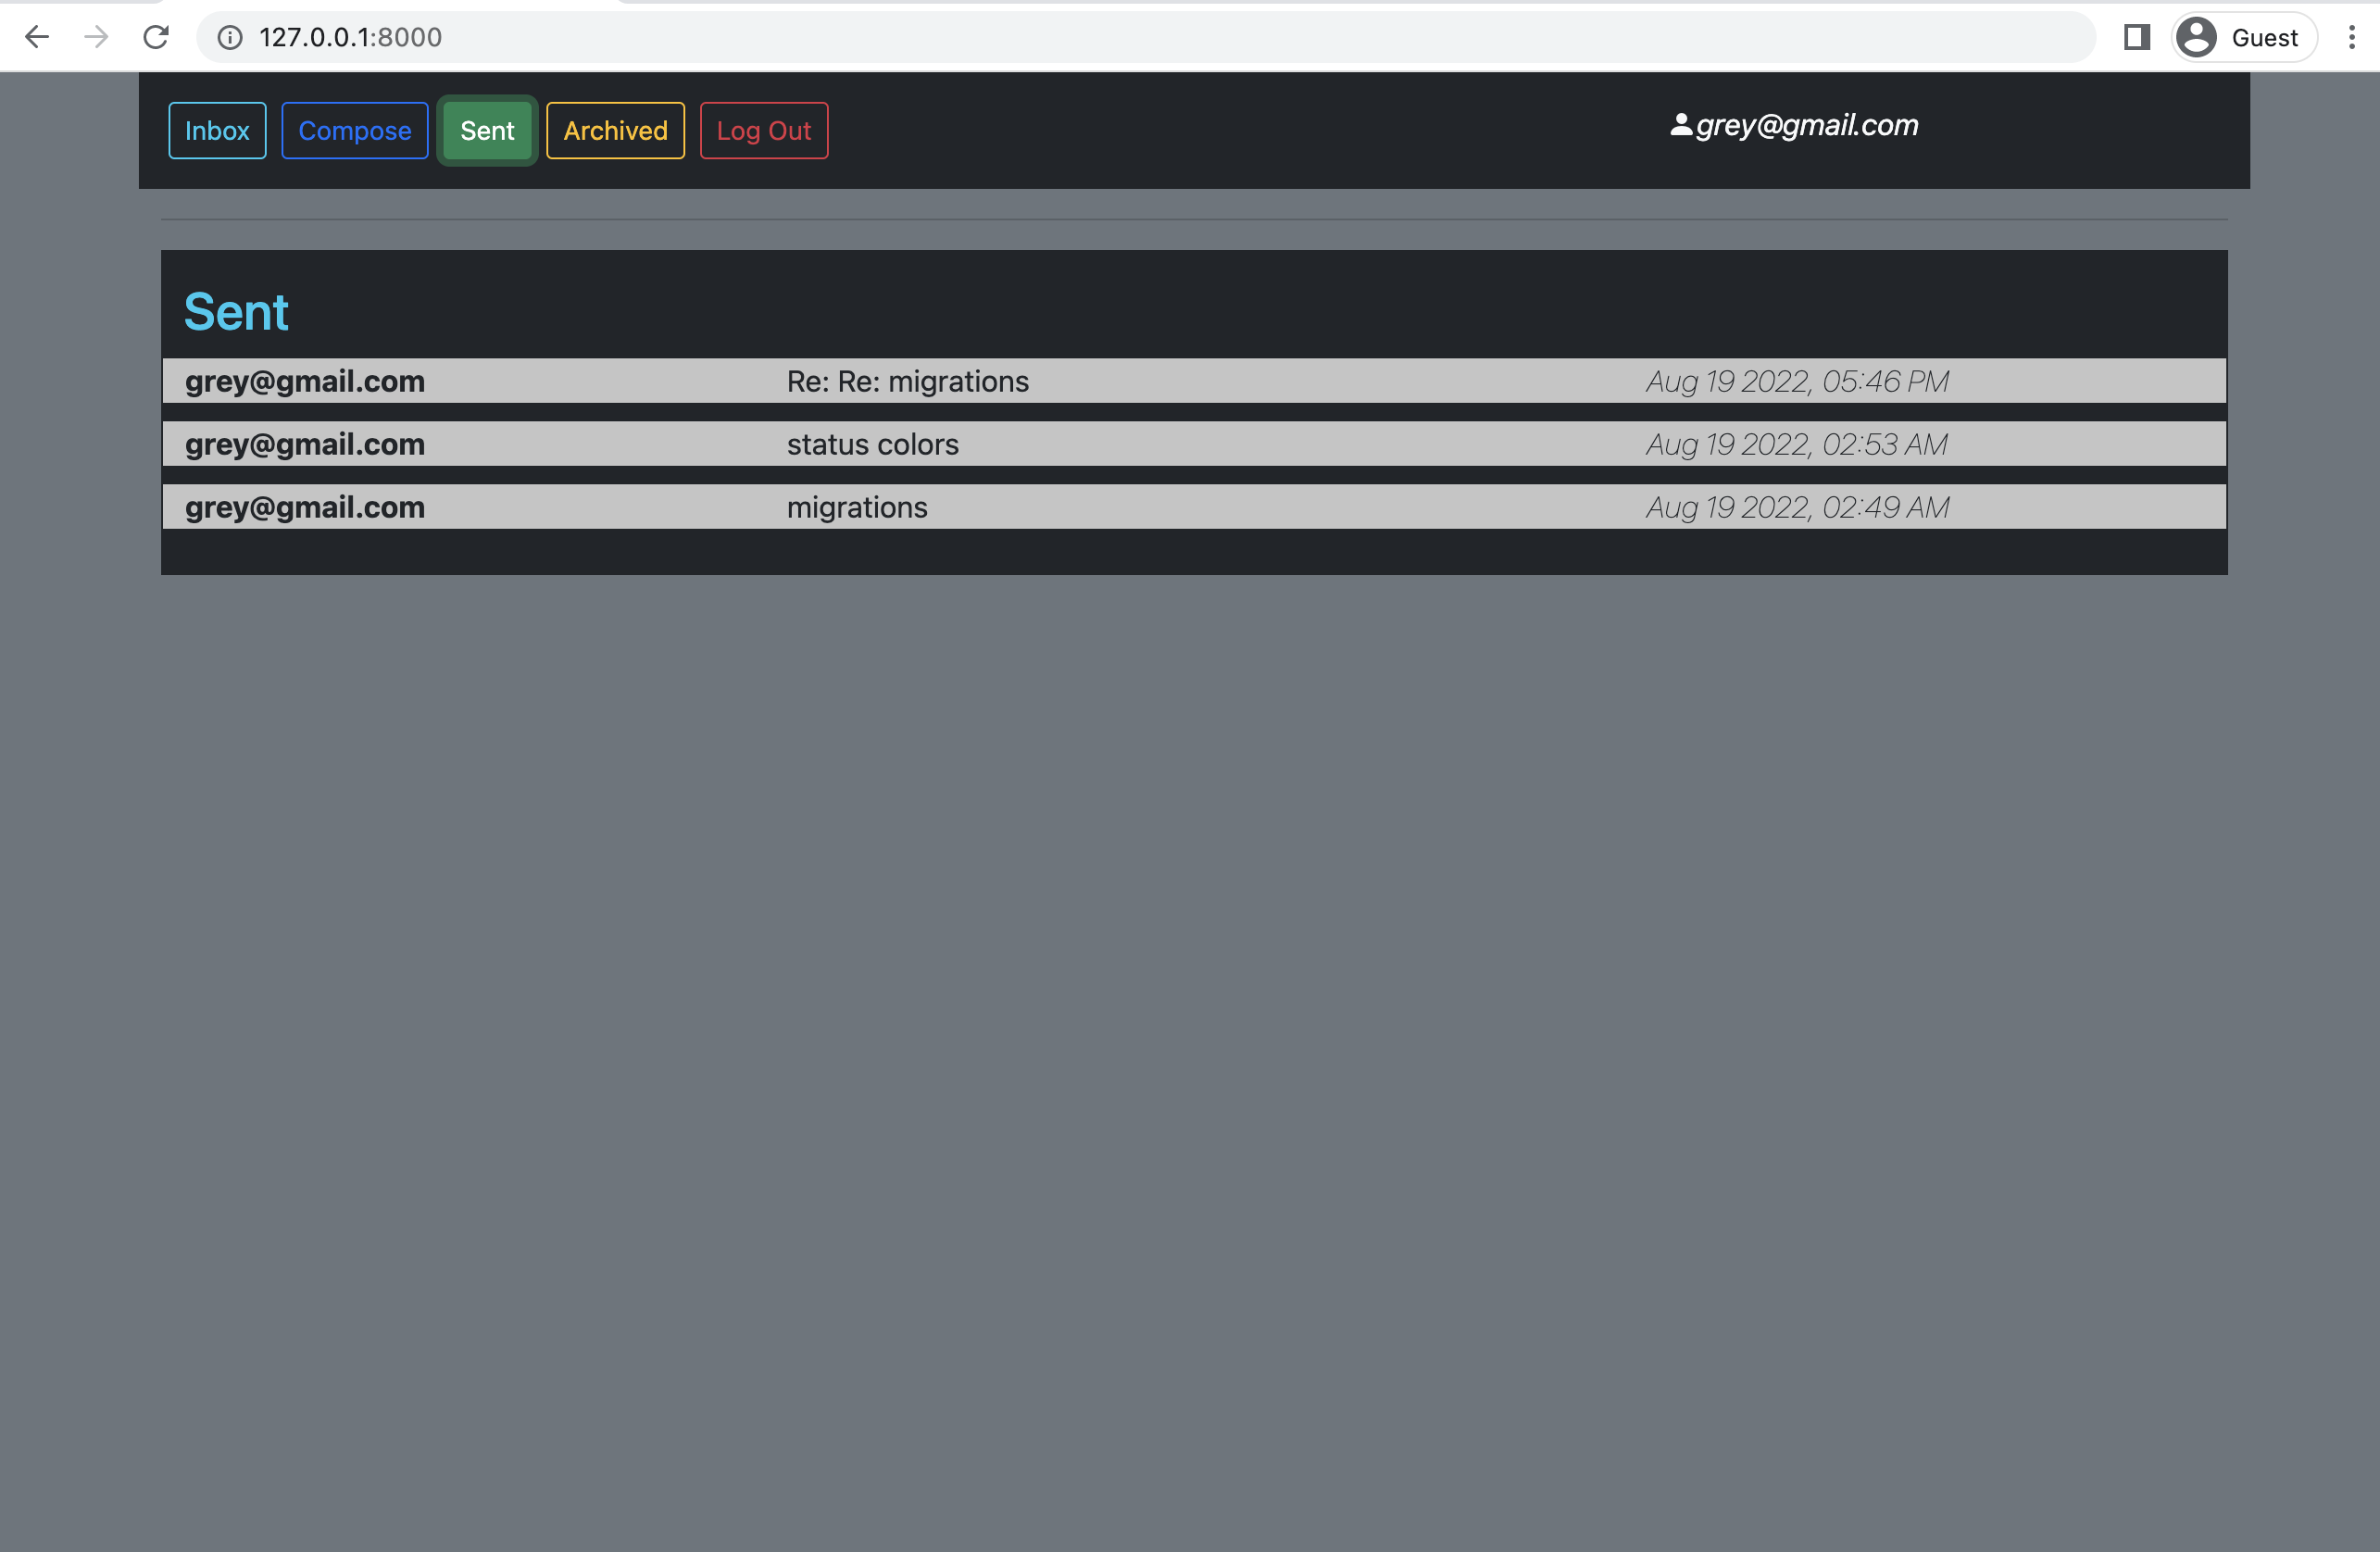 127.0.0.1:8000
Guest
Inbox Compose Sent Archived Log Out grey@gmail.com
Sent
grey@gmail.com Re: Re: migrations Aug 19 2022, 05:46 PM
grey@gmail.com status colors Aug 19 2022, 02:53 AM
grey@gmail.com migrations Aug 19 2022, 02:49 AM